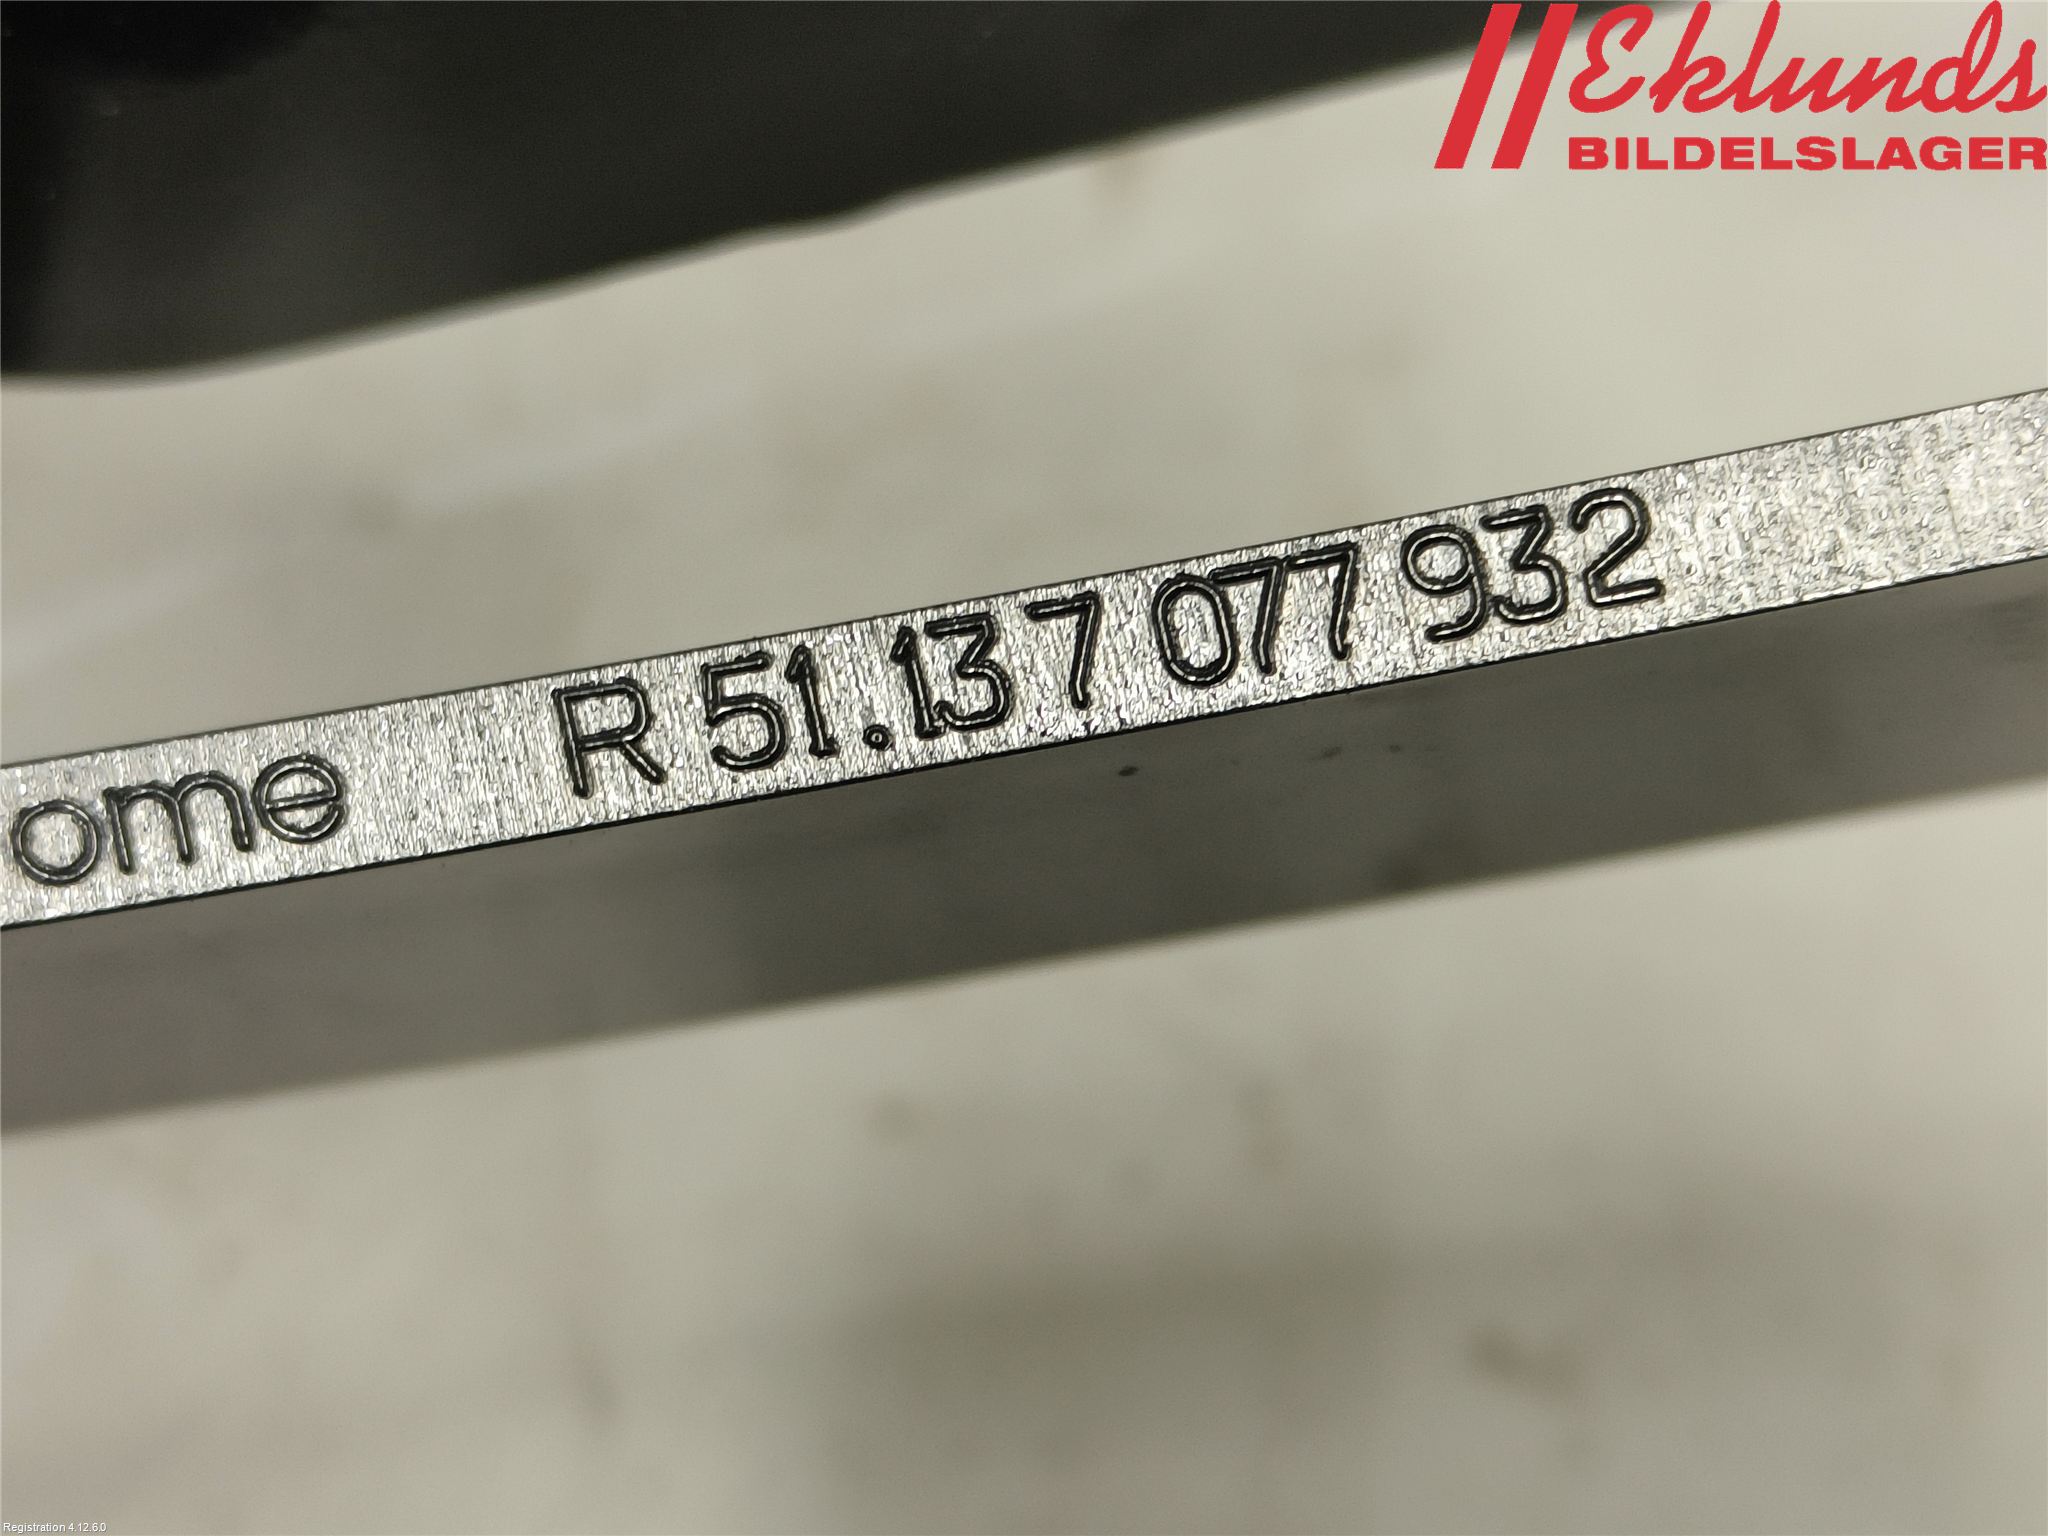 Eklunds
BILDELSLAGER
ome R 51.13 7 077 932
Registration 4.12.6.0